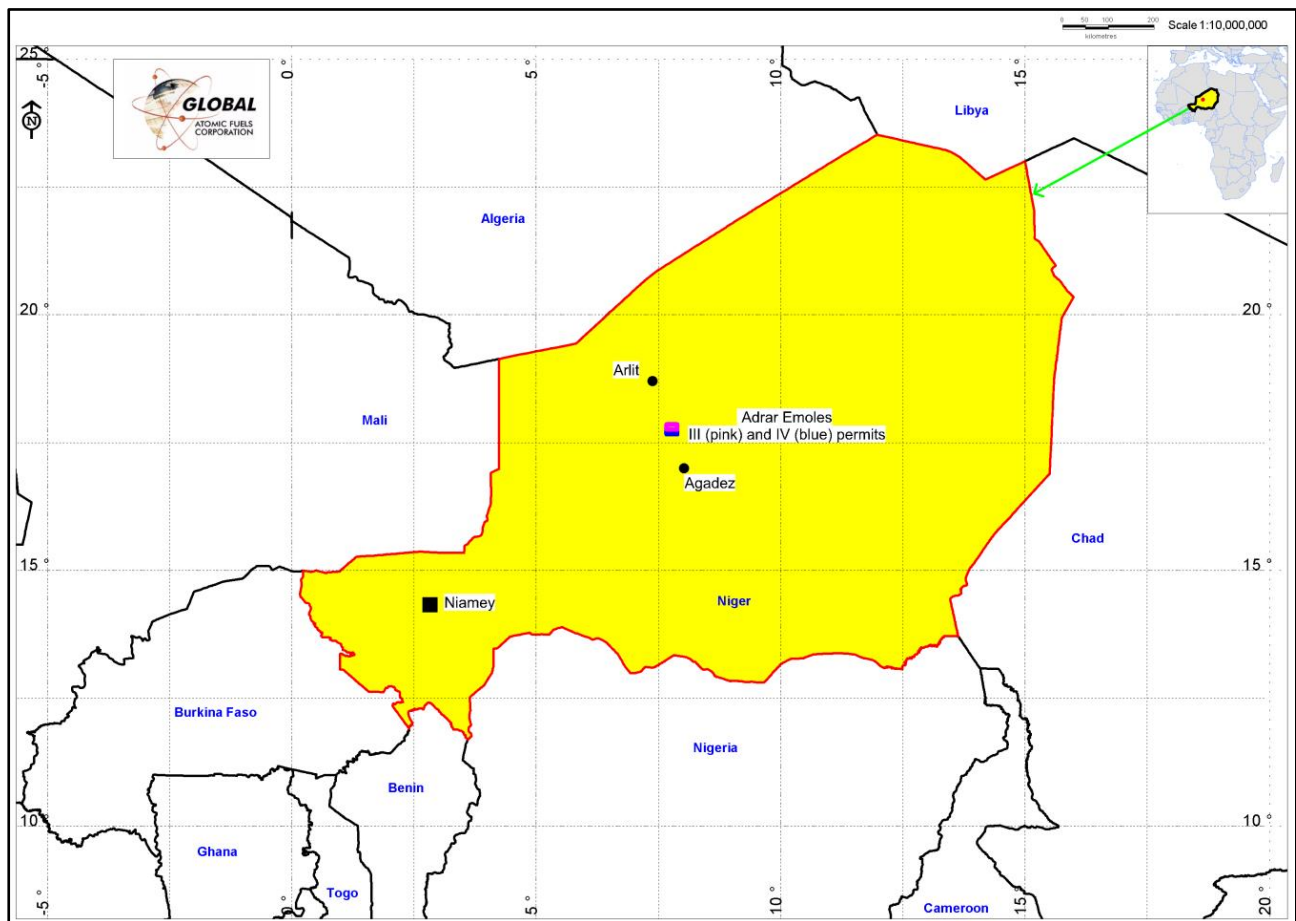 0 50 100 200
kilometres
Scale 1:10,000,000
25°
-5°
0°
5°
10°
15°
N
GLOBAL
ATOMIC FUELS
CORPORATION
Libya
Algeria
20°
20°
Arlit
Mali
Adrar Emoles
III (pink) and IV (blue) permits
Agadez
Chad
15°
15°
Niamey
Niger
Burkina Faso
Nigeria
Benin
10°
10°
Ghana
Togo
Cameroon
-5°
0°
5°
10°
15°
20°